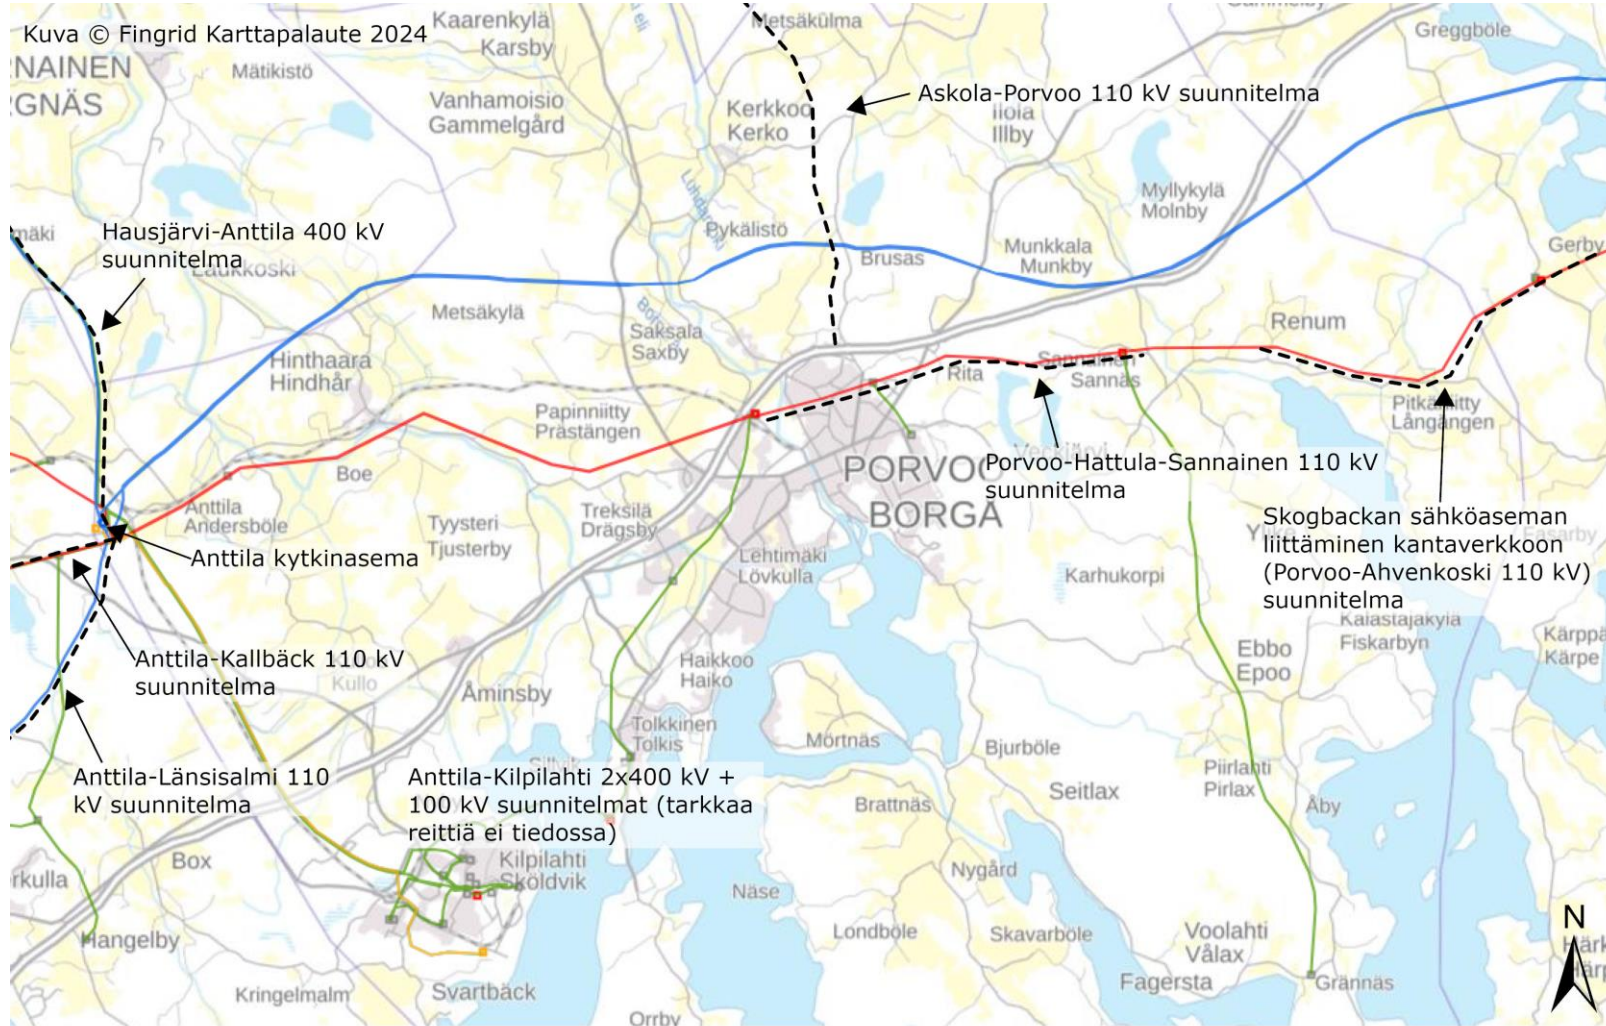 Kuva © Fingrid Karttapalaute 2024
Kaarenkylä
Karsby
Metsäkülma
Greggböle
NAINEN
GNÄS
Mätikistö
Vanhamoisio
Gammelgård
Kerkkoo
Kerko
Askola-Porvoo 110 kV suunnitelma
Ilola
Illby
Myllykylä
Molnby
mäki
Hausjärvi-Anttila 400 kV
suunnitelma
Laukkoski
Pykälistö
Brusas
Munkkala
Munkby
Gerby
Metsäkylä
Saksala
Saxby
Renum
Hinthaara
Hindhår
Rita
Sannainen
Sannäs
Papinniitty
Prästängen
Pitkäniitty
Långängen
Boe
PORVOO
BORGÅ
Veckjärvi
Porvoo-Hattula-Sannainen 110 kV
suunnitelma
Anttila
Andersböle
Tyysteri
Tjusterby
Treksilä
Drägsby
Skogbackan sähköaseman
liittäminen kantaverkkoon
(Porvoo-Ahvenkoski 110 kV)
suunnitelma
Anttila kytkinasema
Lehtimäki
Lövkulla
Karhukorpi
Kalastajakylä
Fiskarbyn
Ebbo
Epoo
Kärpe
Anttila-Kallbäck 110 kV
suunnitelma
Kullo
Haikkoo
Haiko
Åminsby
Tolkkinen
Tolkis
Mörtnäs
Bjurböle
Anttila-Länsisalmi 110
kV suunnitelma
Anttila-Kilpilahti 2x400 kV +
100 kV suunnitelmat (tarkkaa
reittiä ei tiedossa)
Piirlahti
Pirlax
Seitlax
Brattnäs
Åby
Box
Kilpilahti
Sköldvik
rkulla
Näse
Nygård
Hangelby
Londböle
Skavarböle
Voolahti
Vålax
N
Kringelmalm
Svartbäck
Fagersta
Grännäs
Orrby